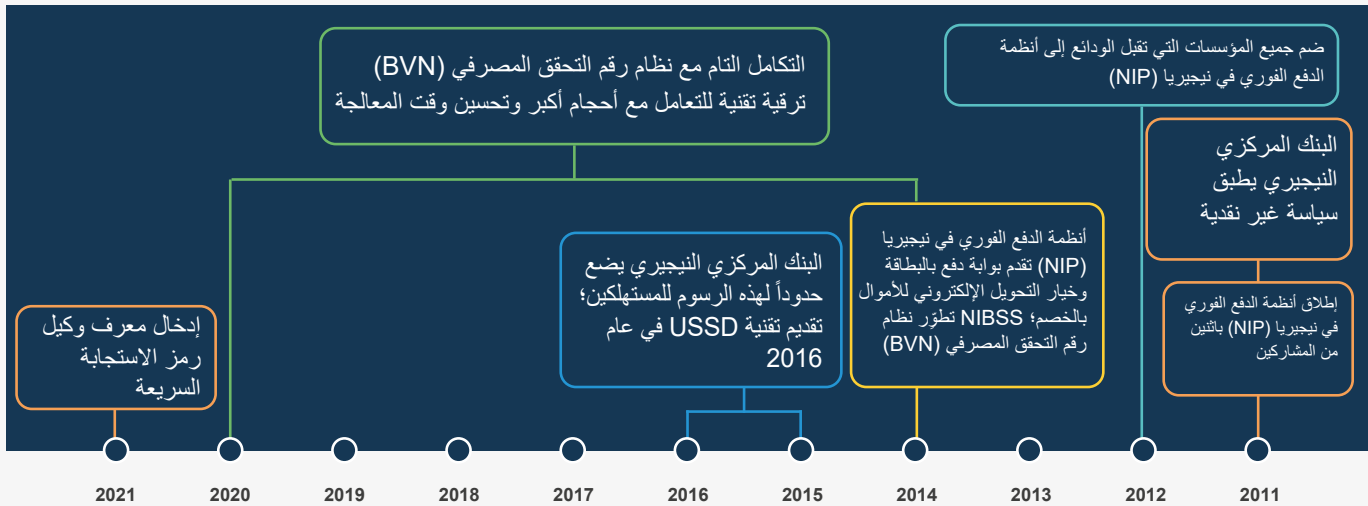 ضم جميع المؤسسات التي تقبل الودائع إلى أنظمة
الدفع الفوري في نيجيريا (NIP)
التكامل التام مع نظام رقم التحقق المصرفي (BVN)
ترقية تقنية للتعامل مع أحجام أكبر وتحسين وقت المعالجة
البنك المركزي
النيجيري يطبق
سياسة غير نقدية
أنظمة الدفع الفوري في نيجيريا
(NIP) تقدم بوابة دفع بالبطاقة
وخيار التحويل الإلكتروني للأموال
بالخصم؛ NIBSS تطوّر نظام
رقم التحقق المصرفي (BVN)
البنك المركزي النيجيري يضع
حدوداً لهذه الرسوم للمستهلكين؛
تقديم تقنية USSD في عام
2016
إطلاق أنظمة الدفع الفوري
في نيجيريا (NIP) باثنين
من المشاركين
إدخال معرف وكيل
رمز الاستجابة
السريعة
2011 2012 2013 2014 2015 2016 2017 2018 2019 2020 2021